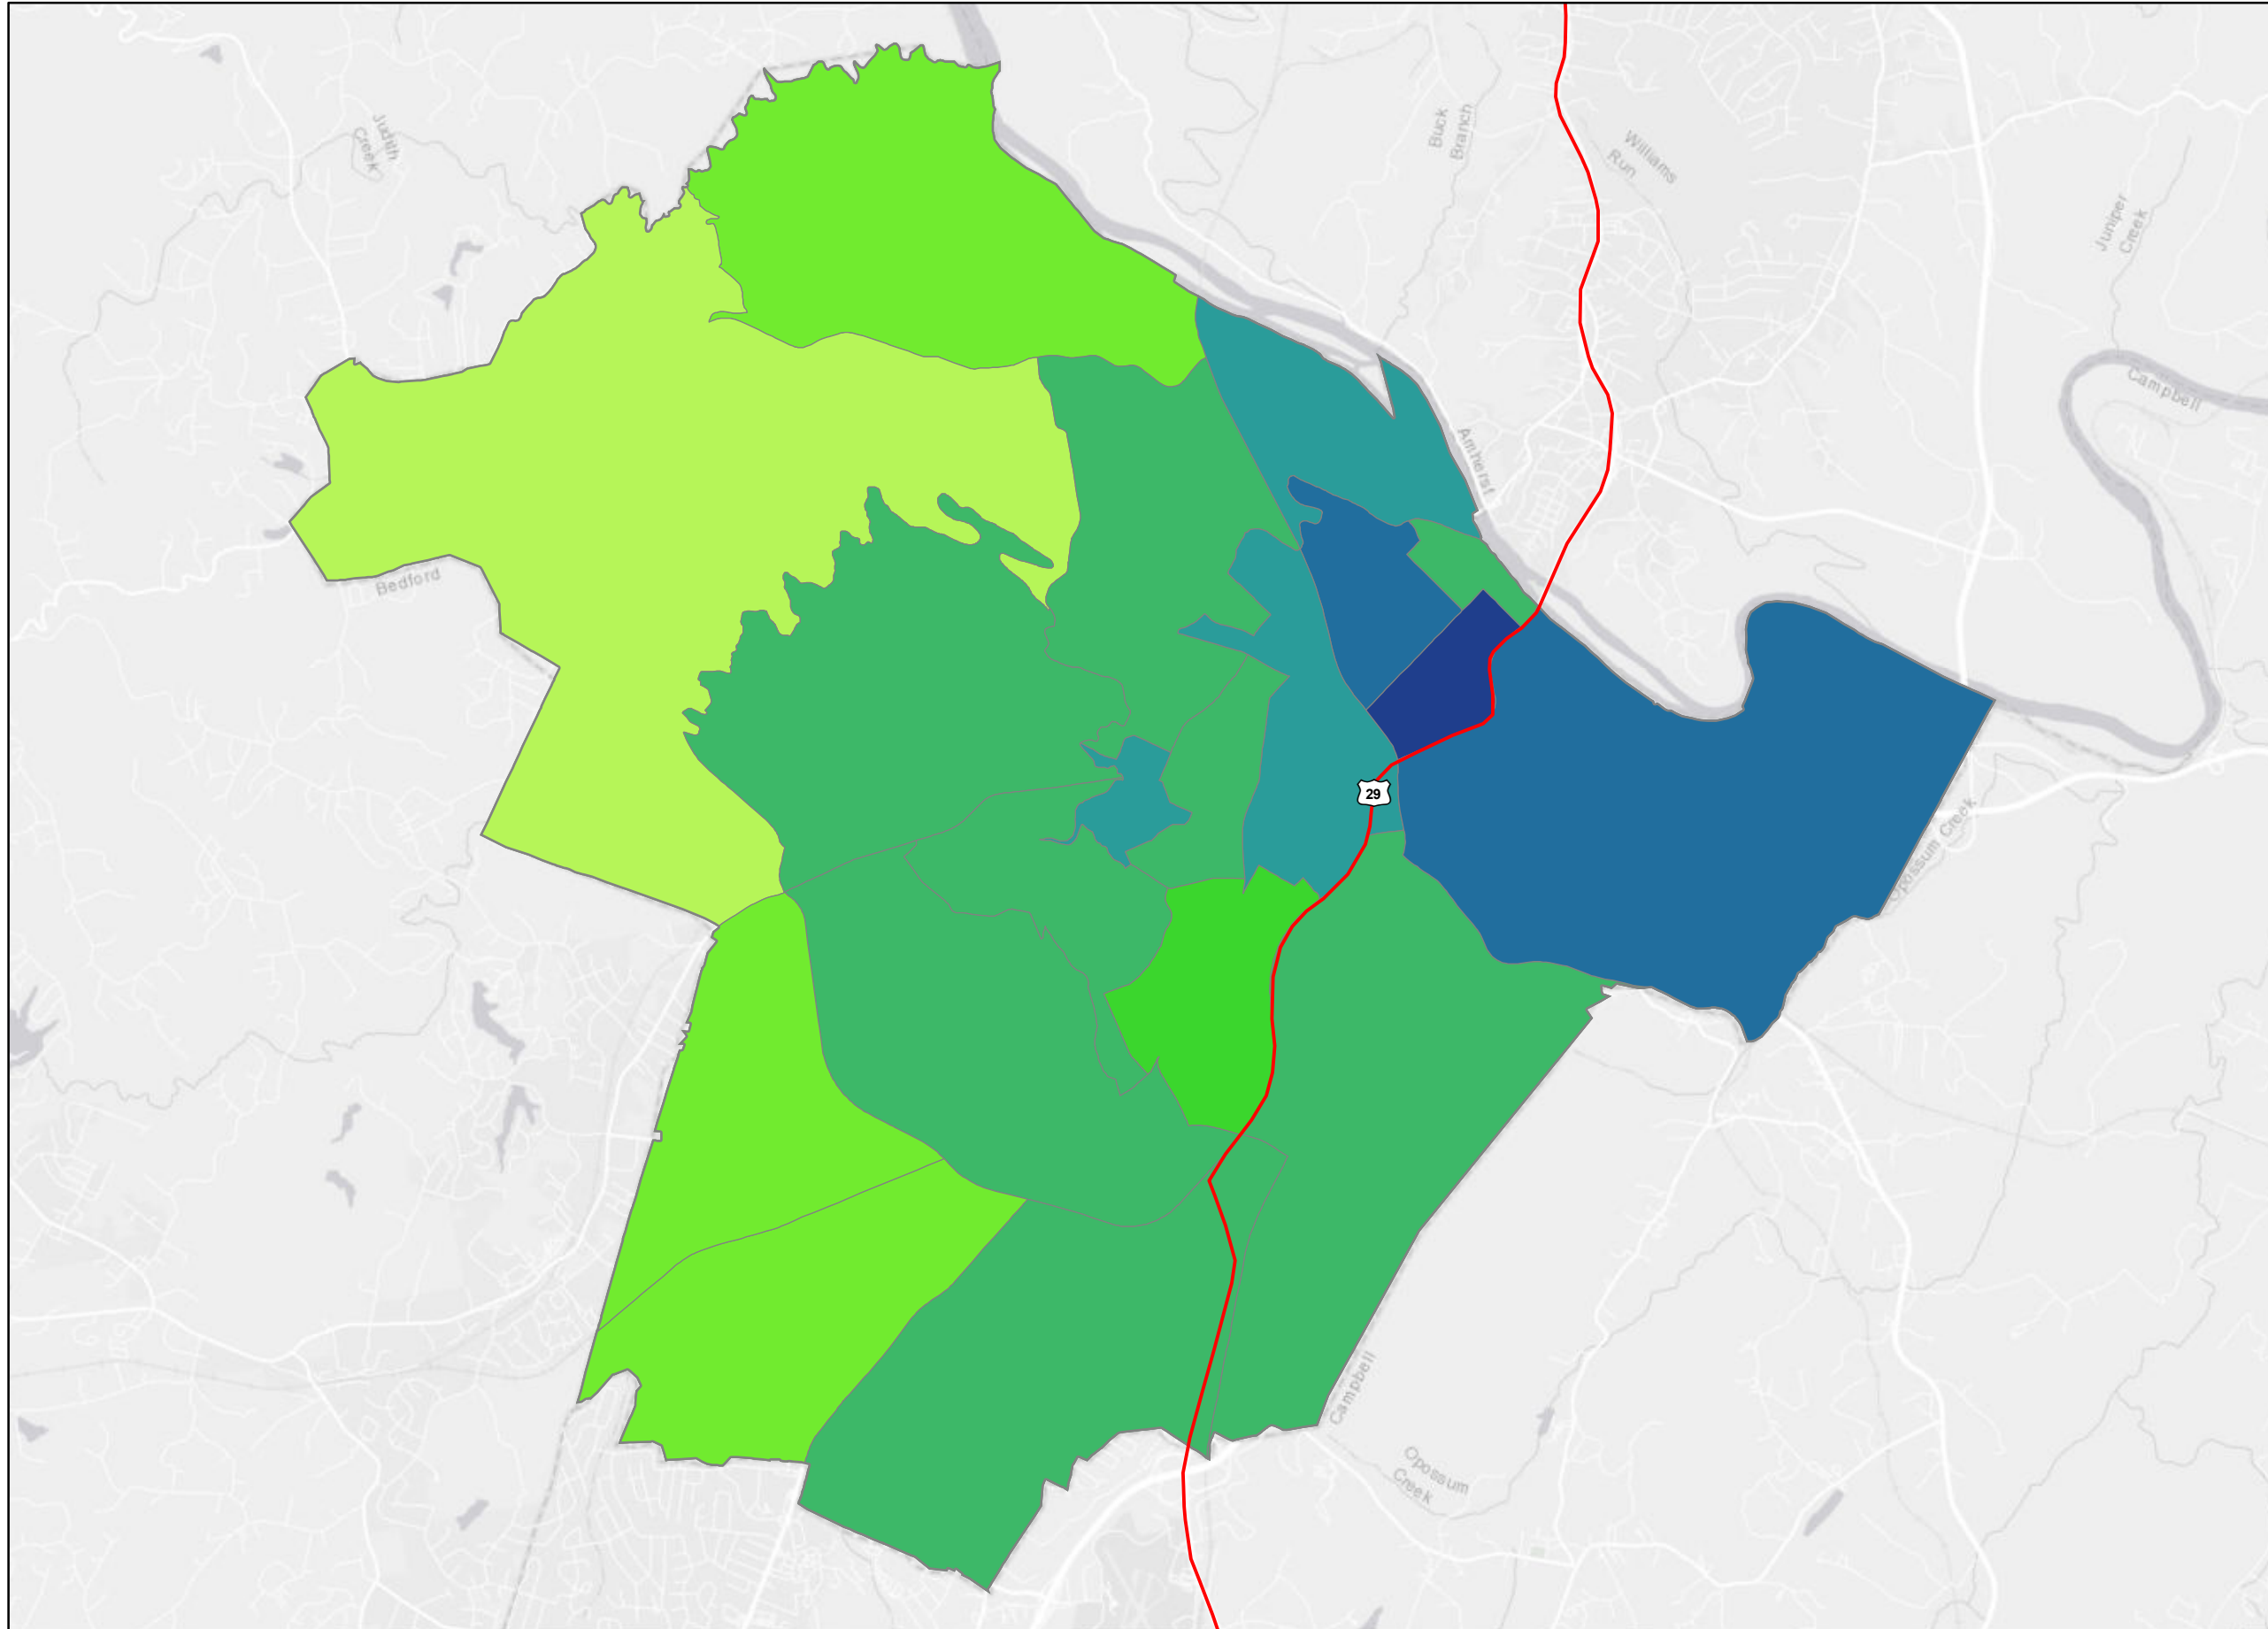 Judith
Creek
Buck
Branch
Williams
Run
Juniper
Creek
Campbell
Amherst
Bedford
29
Opossum Creek
Campbell
Opossum
Creek